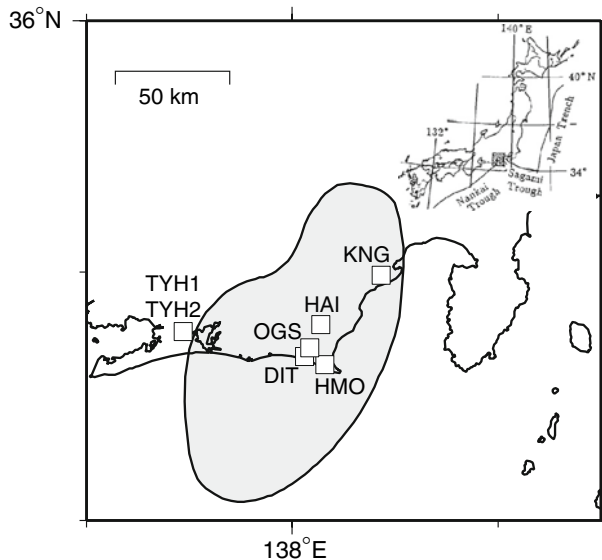 36°N
50 km
140° E
40° N
132°
34°
Japan Trench
Sagami
Trough
Nankai
Trough
KNG
TYH1
TYH2
HAI
OGS
DIT
HMO
138°E